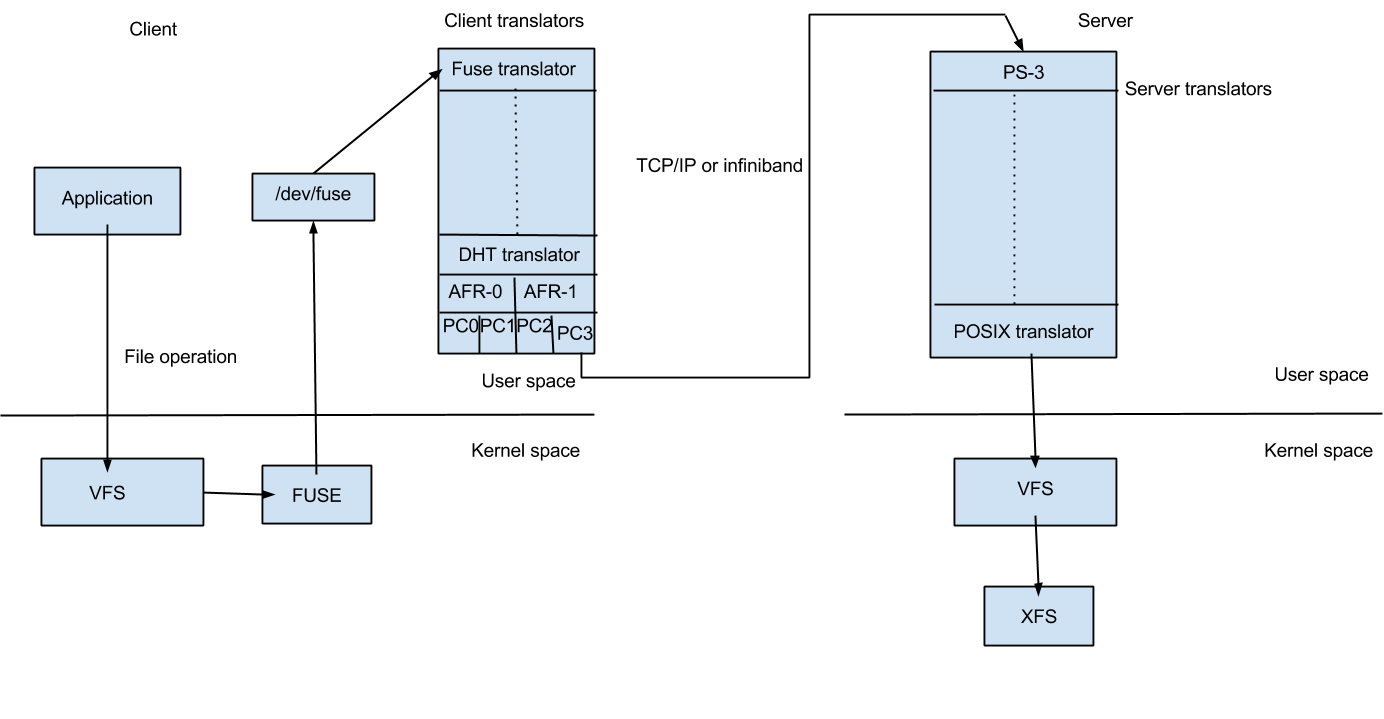 Client
Client translators
Server
Fuse translator
PS-3
Server translators
TCP/IP or infiniband
Application
/dev/fuse
DHT translator
AFR-0
AFR-1
PC0
PC1
PC2
PC3
POSIX translator
File operation
User space
User space
Kernel space
Kernel space
VFS
FUSE
VFS
XFS